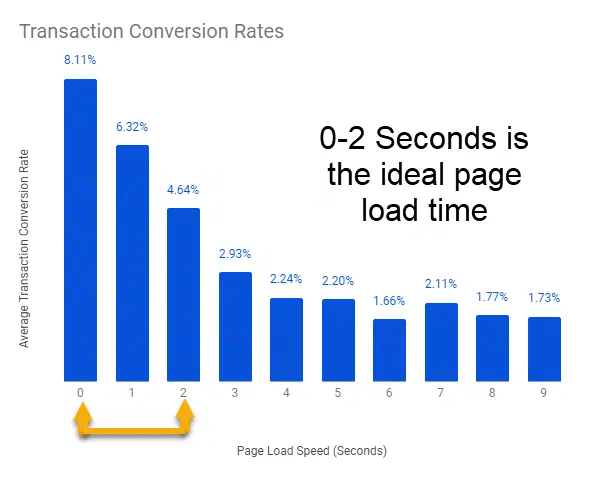 Transaction Conversion Rates
8.11%
6.32%
4.64%
2.93%
2.24%
2.20%
1.66%
2.11%
1.77%
1.73%
0-2 Seconds is
the ideal page
load time
Average Transaction Conversion Rate
0 1 2 3 4 5 6 7 8 9
Page Load Speed (Seconds)